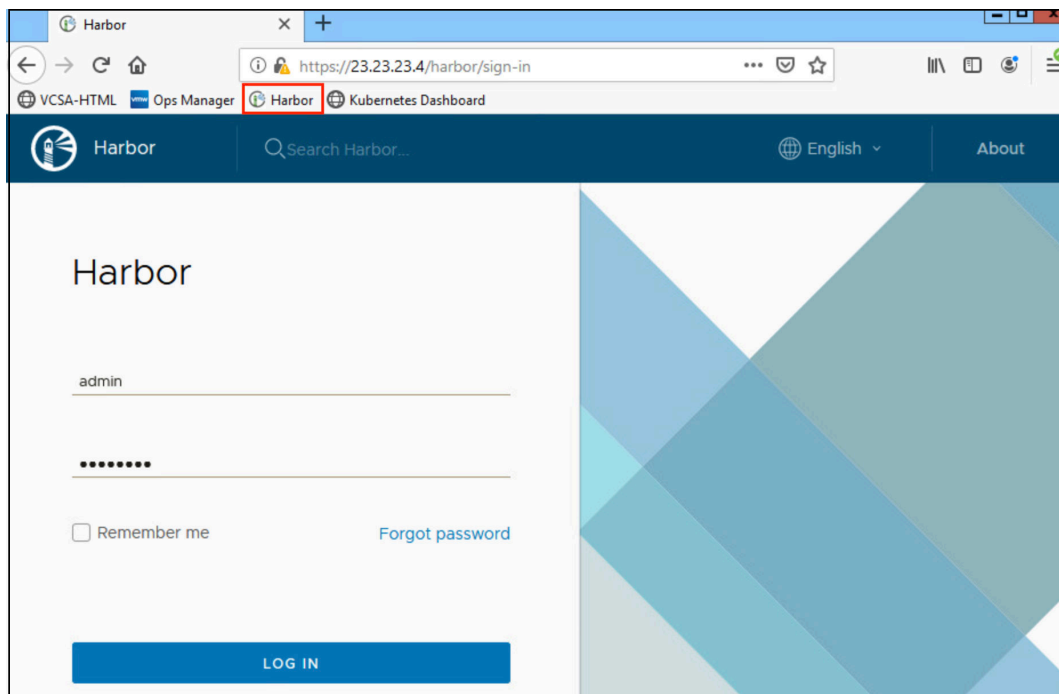 Harbor
https://23.23.23.4/harbor/sign-in
VCSA-HTML vmw Ops Manager Harbor Kubernetes Dashboard
Harbor Search Harbor... English About
Harbor
admin
••••••••
Remember me Forgot password
LOG IN